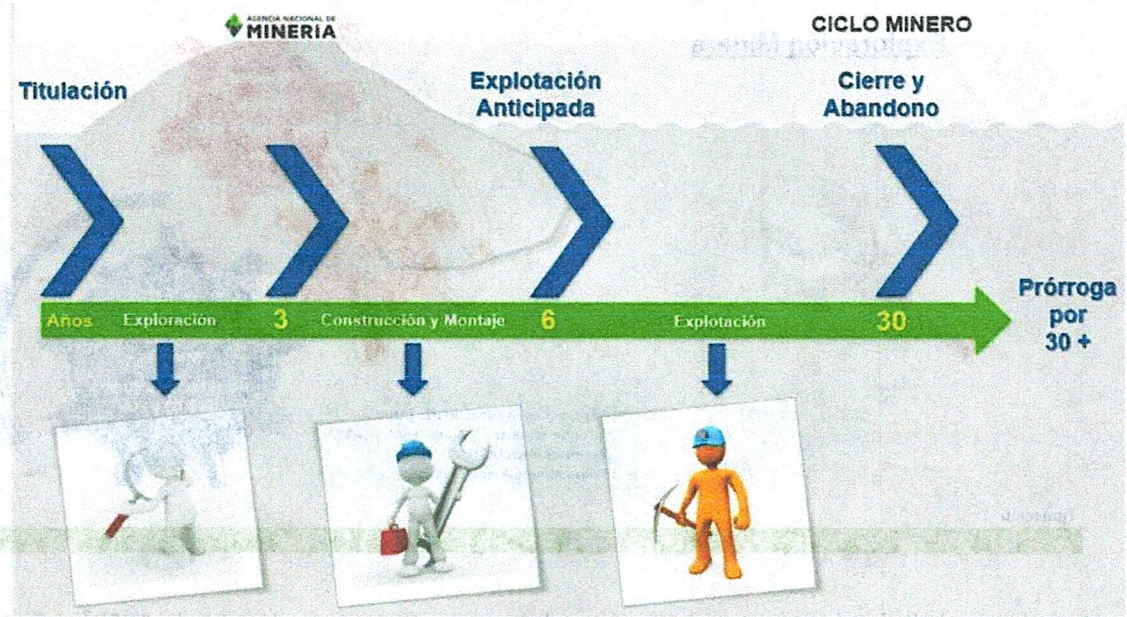 AGENCIA NACIONAL DE
MINERÍA
CICLO MINERO
Titulación
Explotación
Anticipada
Cierre y
Abandono
Años
Exploración
3
Construcción y Montaje
6
Explotación
30
Prórroga
por
30 +